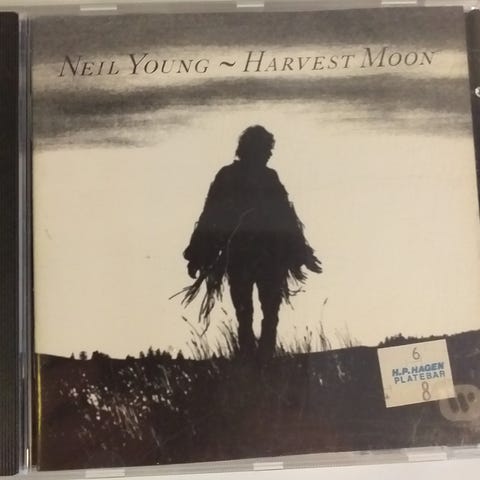 NEIL YOUNG ~ HARVEST MOON
6
H.P. HAGEN
PLATEBAR
8